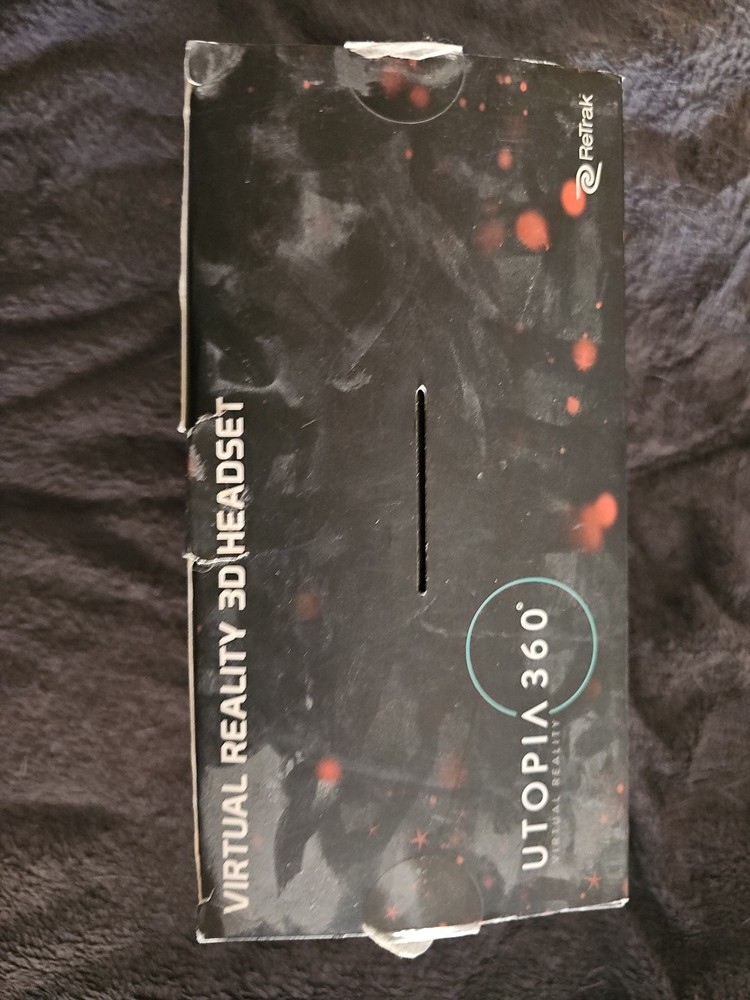 VIRTUAL REALITY 3D HEADSET
UTOPIA 360°
VIRTUAL REALITY
ReTrak